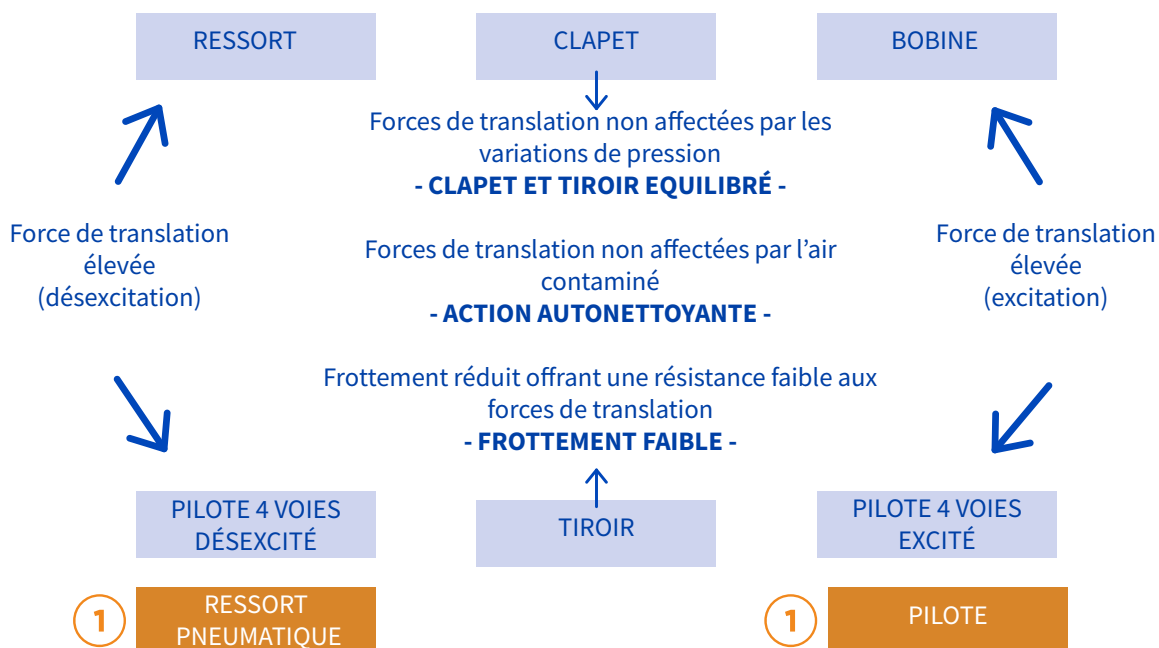 RESSORT
CLAPET
BOBINE
Forces de translation non affectées par les
variations de pression
- CLAPET ET TIROIR EQUILIBRÉ -
Force de translation
élevée
(désexcitation)
Forces de translation non affectées par l'air
contaminé
- ACTION AUTONETTOYANTE -
Force de translation
élevée
(excitation)
Frottement réduit offrant une résistance faible aux
forces de translation
- FROTTEMENT FAIBLE -
PILOTE 4 VOIES
DÉSEXCITÉ
TIROIR
PILOTE 4 VOIES
EXCITÉ
1
RESSORT
PNEUMATIQUE
1
PILOTE